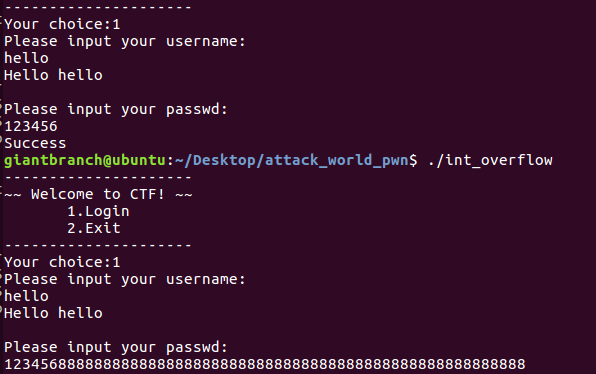 ---------------------
Your choice:1
Please input your username:
hello
Hello hello
Please input your passwd:
123456
Success
giantbranch@ubuntu:~/Desktop/attack_world_pwn$ ./int_overflow
---------------------
~~ Welcome to CTF! ~~
1.Login
2.Exit
---------------------
Your choice:1
Please input your username:
hello
Hello hello
Please input your passwd:
12345688888888888888888888888888888888888888888888888888888